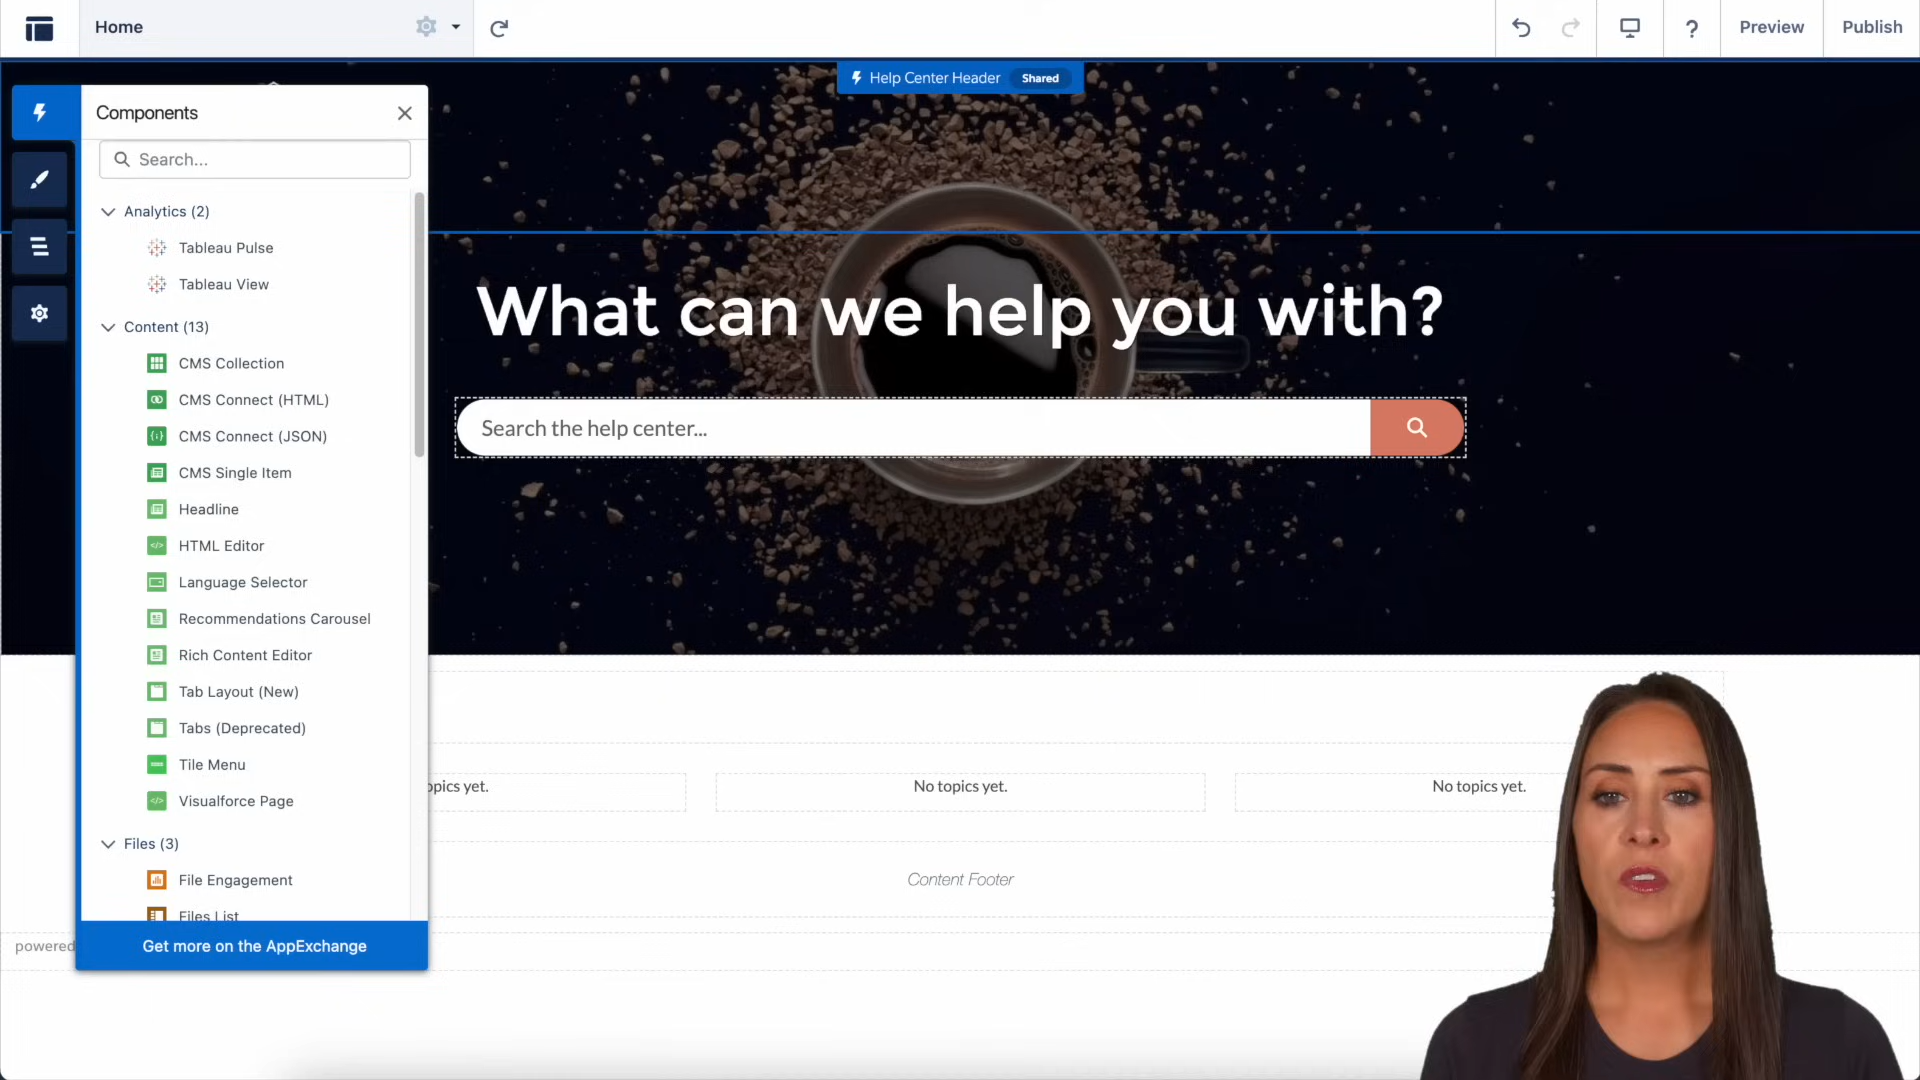 Home
?
Preview
Publish
Help Center Header
Shared
Components
Search...
Analytics (2)
Tableau Pulse
Tableau View
Content (13)
CMS Collection
CMS Connect (HTML)
CMS Connect (JSON)
CMS Single Item
Headline
HTML Editor
Language Selector
Recommendations Carousel
Rich Content Editor
Tab Layout (New)
Tabs (Deprecated)
Tile Menu
Visualforce Page
Files (3)
File Engagement
Files List
Get more on the AppExchange
What can we help you with?
Search the help center...
opics yet.
No topics yet.
No topics yet.
Content Footer
powered